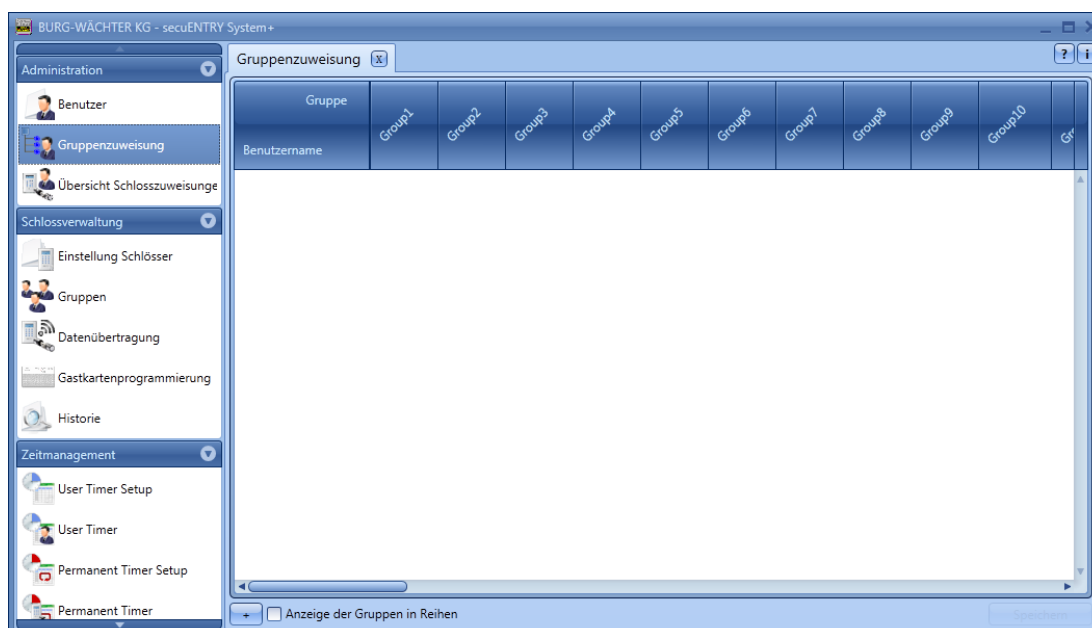 BURG-WÄCHTER KG - secuENTRY System+
Administration
Benutzer
Gruppenzuweisung
Übersicht Schlosszuweisunge
Schlossverwaltung
Einstellung Schlösser
Gruppen
Datenübertragung
Gastkartenprogrammierung
Historie
Zeitmanagement
User Timer Setup
User Timer
Permanent Timer Setup
Permanent Timer
Gruppenzuweisung x
? i
Gruppe
Benutzername
Group1 Group2 Group3 Group4 Group5 Group6 Group7 Group8 Group9 Group10 Gr
+ Anzeige der Gruppen in Reihen
Speichern